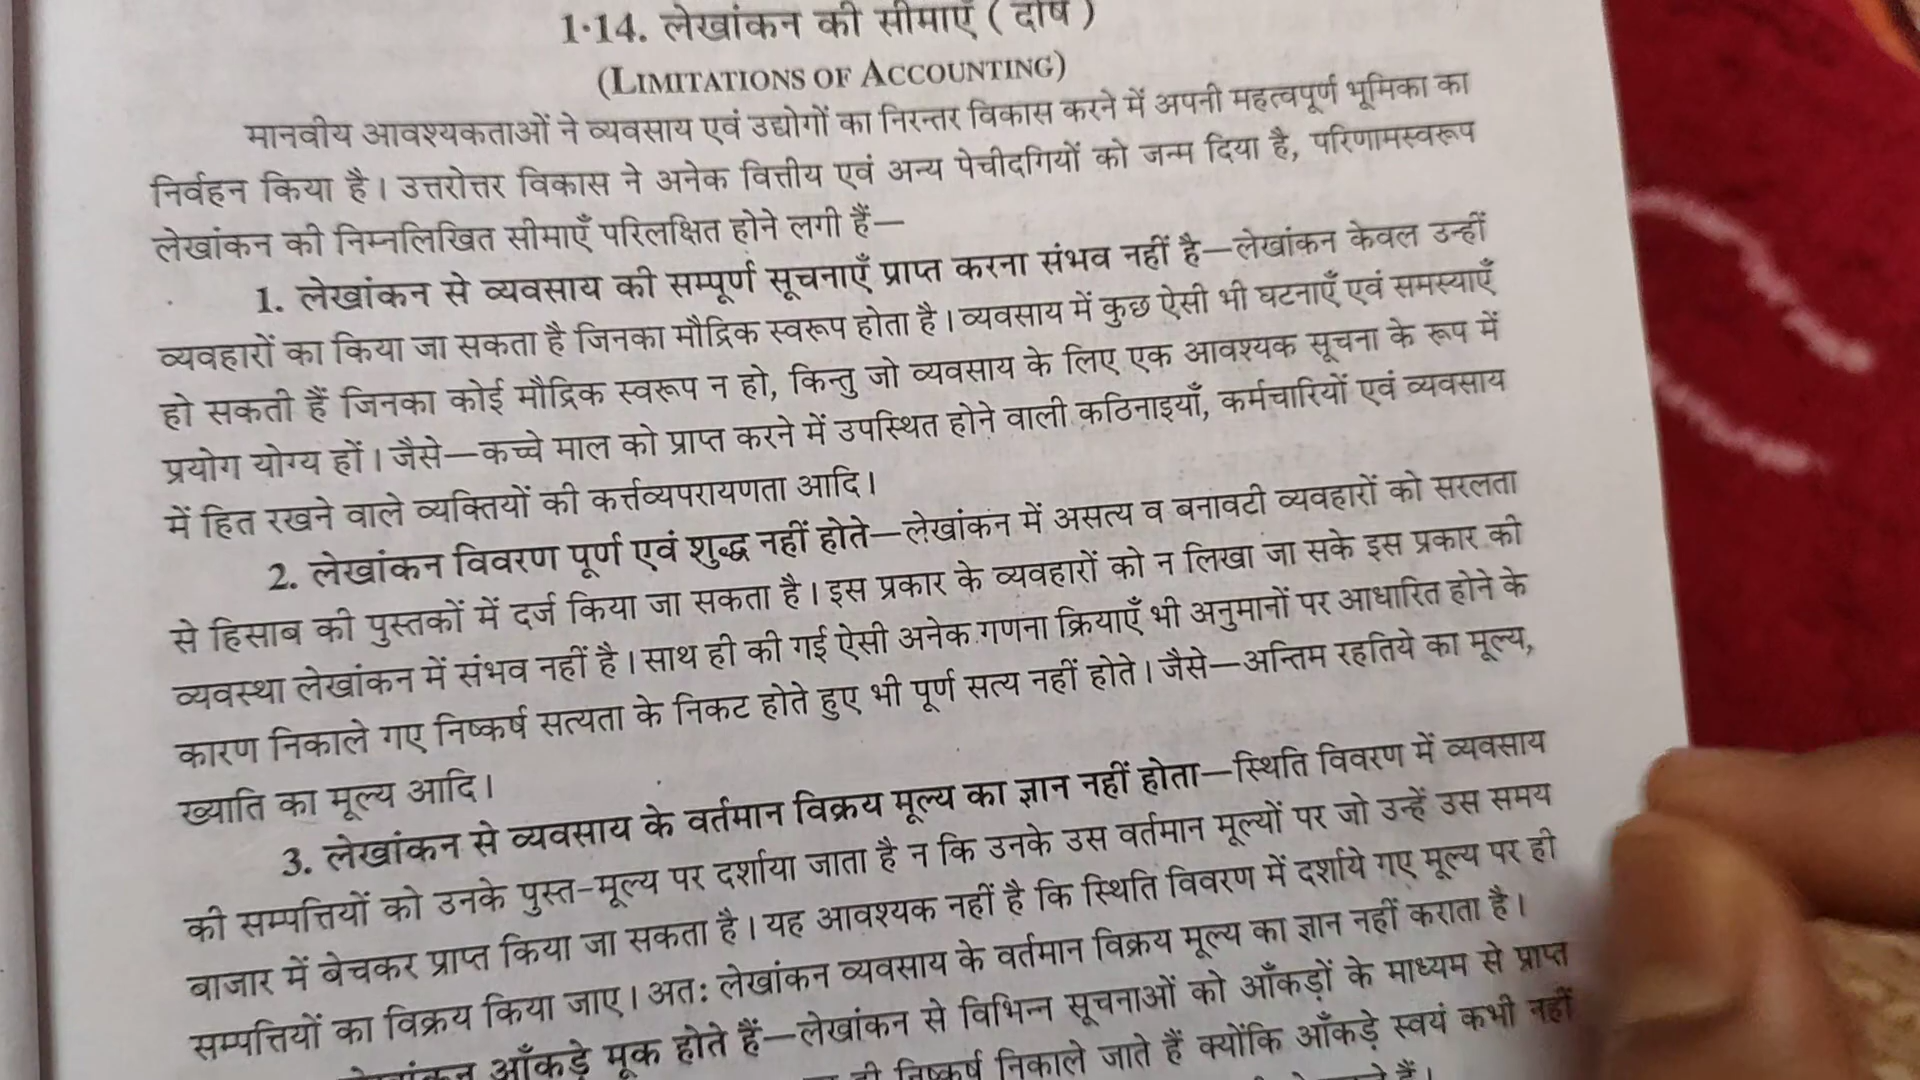 1·14. लेखांकन की सीमाएँ ( दोष )
(LIMITATIONS OF ACCOUNTING)
मानवीय आवश्यकताओं ने व्यवसाय एवं उद्योगों का निरन्तर विकास करने में अपनी महत्वपूर्ण भूमिका का
निर्वहन किया है। उत्तरोत्तर विकास ने अनेक वित्तीय एवं अन्य पेचीदगियों को जन्म दिया है, परिणामस्वरूप
लेखांकन की निम्नलिखित सीमाएँ परिलक्षित होने लगी हैं—
1. लेखांकन से व्यवसाय की सम्पूर्ण सूचनाएँ प्राप्त करना संभव नहीं है—लेखांकन केवल उन्हीं
व्यवहारों का किया जा सकता है जिनका मौद्रिक स्वरूप होता है। व्यवसाय में कुछ ऐसी भी घटनाएँ एवं समस्याएँ
हो सकती हैं जिनका कोई मौद्रिक स्वरूप न हो, किन्तु जो व्यवसाय के लिए एक आवश्यक सूचना के रूप में
प्रयोग योग्य हों। जैसे—कच्चे माल को प्राप्त करने में उपस्थित होने वाली कठिनाइयाँ, कर्मचारियों एवं व्यवसाय
में हित रखने वाले व्यक्तियों की कर्त्तव्यपरायणता आदि।
2. लेखांकन विवरण पूर्ण एवं शुद्ध नहीं होते—लेखांकन में असत्य व बनावटी व्यवहारों को सरलता
से हिसाब की पुस्तकों में दर्ज किया जा सकता है। इस प्रकार के व्यवहारों को न लिखा जा सके इस प्रकार की
व्यवस्था लेखांकन में संभव नहीं है। साथ ही की गई ऐसी अनेक गणना क्रियाएँ भी अनुमानों पर आधारित होने के
कारण निकाले गए निष्कर्ष सत्यता के निकट होते हुए भी पूर्ण सत्य नहीं होते। जैसे—अन्तिम रहतिये का मूल्य,
ख्याति का मूल्य आदि।
3. लेखांकन से व्यवसाय के वर्तमान विक्रय मूल्य का ज्ञान नहीं होता—स्थिति विवरण में व्यवसाय
की सम्पत्तियों को उनके पुस्त-मूल्य पर दर्शाया जाता है न कि उनके उस वर्तमान मूल्यों पर जो उन्हें उस समय
बाजार में बेचकर प्राप्त किया जा सकता है। यह आवश्यक नहीं है कि स्थिति विवरण में दर्शाये गए मूल्य पर ही
सम्पत्तियों का विक्रय किया जाए। अतः लेखांकन व्यवसाय के वर्तमान विक्रय मूल्य का ज्ञान नहीं कराता है।
आँकड़े मूक होते हैं—लेखांकन से विभिन्न सूचनाओं को आँकड़ों के माध्यम से प्राप्त
निष्कर्ष निकाले जाते हैं क्योंकि आँकड़े स्वयं कभी नहीं